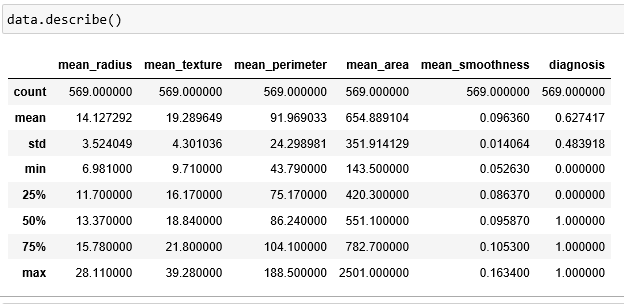 data.describe()
mean_radius mean_texture mean_perimeter mean_area mean_smoothness diagnosis
count 569.000000 569.000000 569.000000 569.000000 569.000000 569.000000
mean 14.127292 19.289649 91.969033 654.889104 0.096360 0.627417
std 3.524049 4.301036 24.298981 351.914129 0.014064 0.483918
min 6.981000 9.710000 43.790000 143.500000 0.052630 0.000000
25% 11.700000 16.170000 75.170000 420.300000 0.086370 0.000000
50% 13.370000 18.840000 86.240000 551.100000 0.095870 1.000000
75% 15.780000 21.800000 104.100000 782.700000 0.105300 1.000000
max 28.110000 39.280000 188.500000 2501.000000 0.163400 1.000000